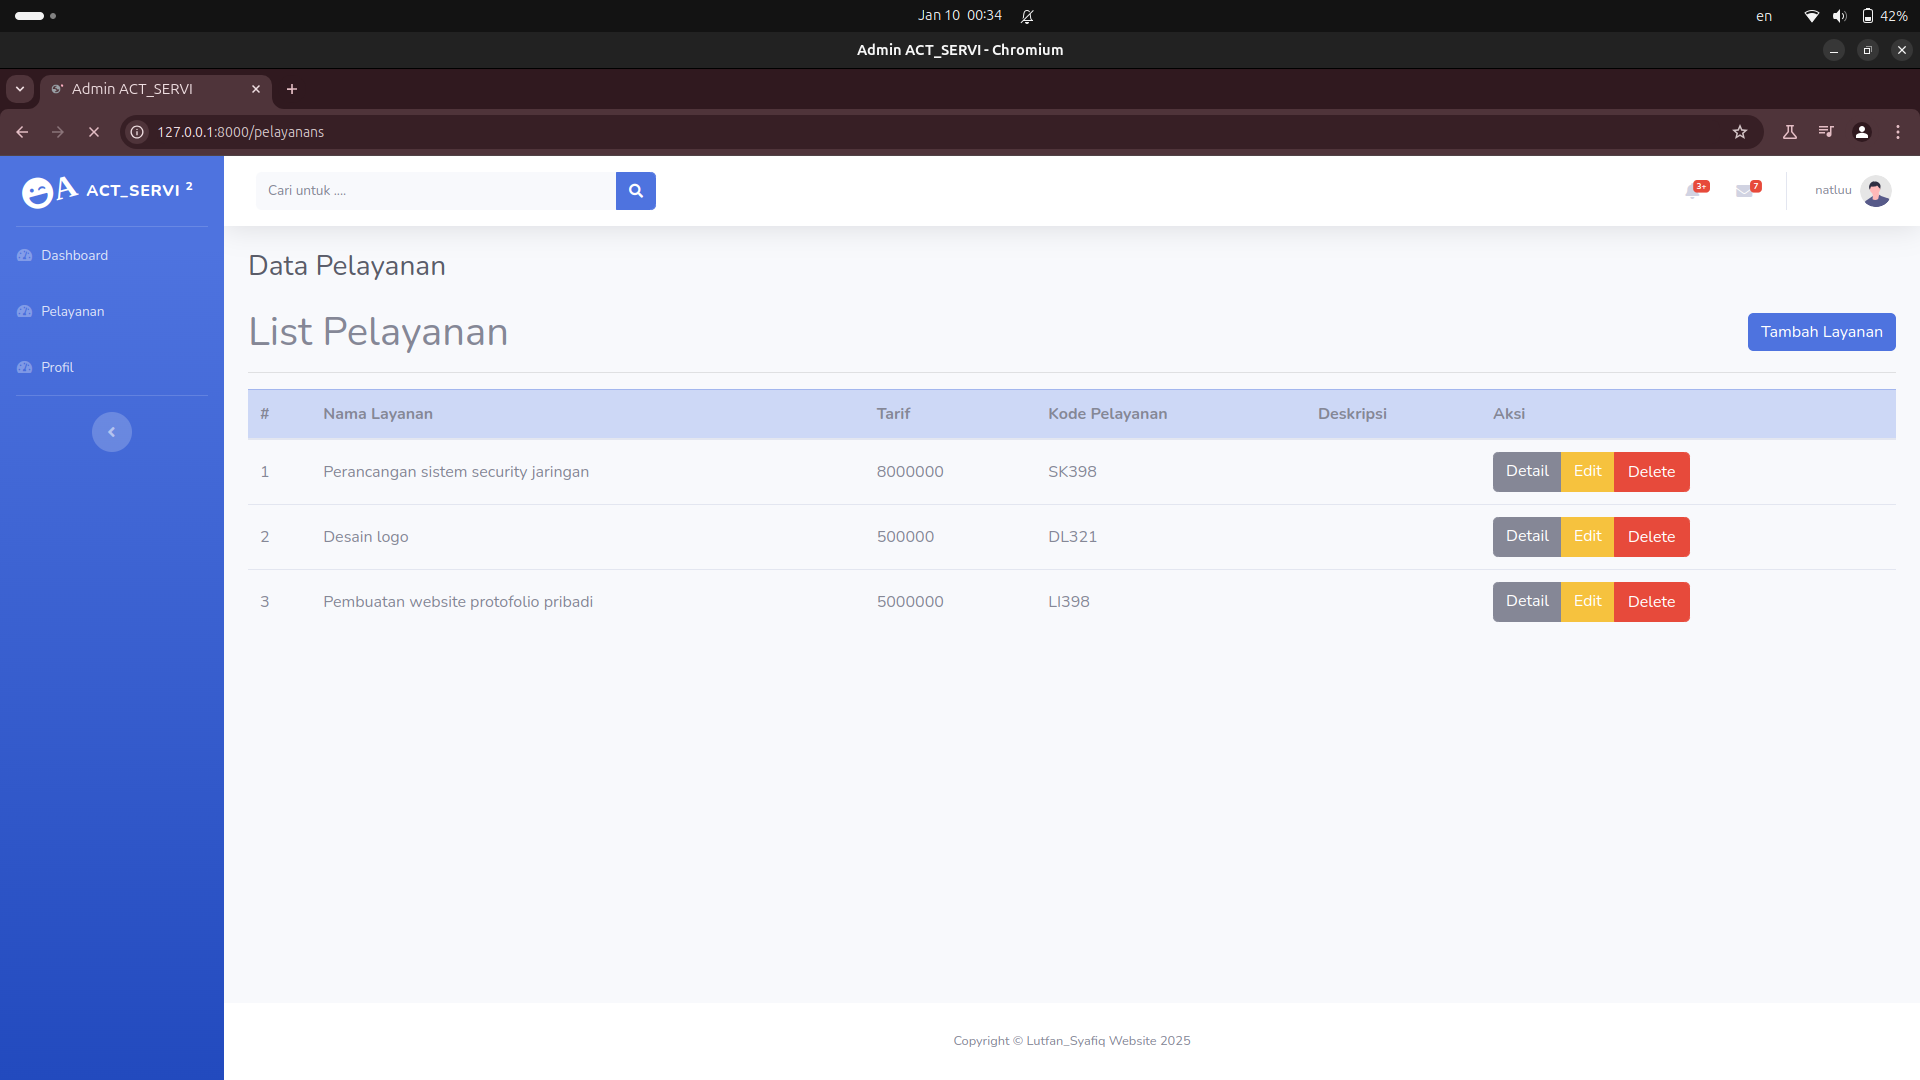 Jan 10 00:34
en
42%
Admin ACT_SERVI - Chromium
Admin ACT_SERVI
127.0.0.1:8000/pelayanans
A ACT_SERVI 2
Cari untuk ....
3+
7
natluu
Dashboard
Pelayanan
Profil
Data Pelayanan
List Pelayanan
Tambah Layanan
# Nama Layanan Tarif Kode Pelayanan Deskripsi Aksi
1 Perancangan sistem security jaringan 8000000 SK398 Detail Edit Delete
2 Desain logo 500000 DL321 Detail Edit Delete
3 Pembuatan website protofolio pribadi 5000000 LI398 Detail Edit Delete
Copyright © Lutfan_Syafiq Website 2025